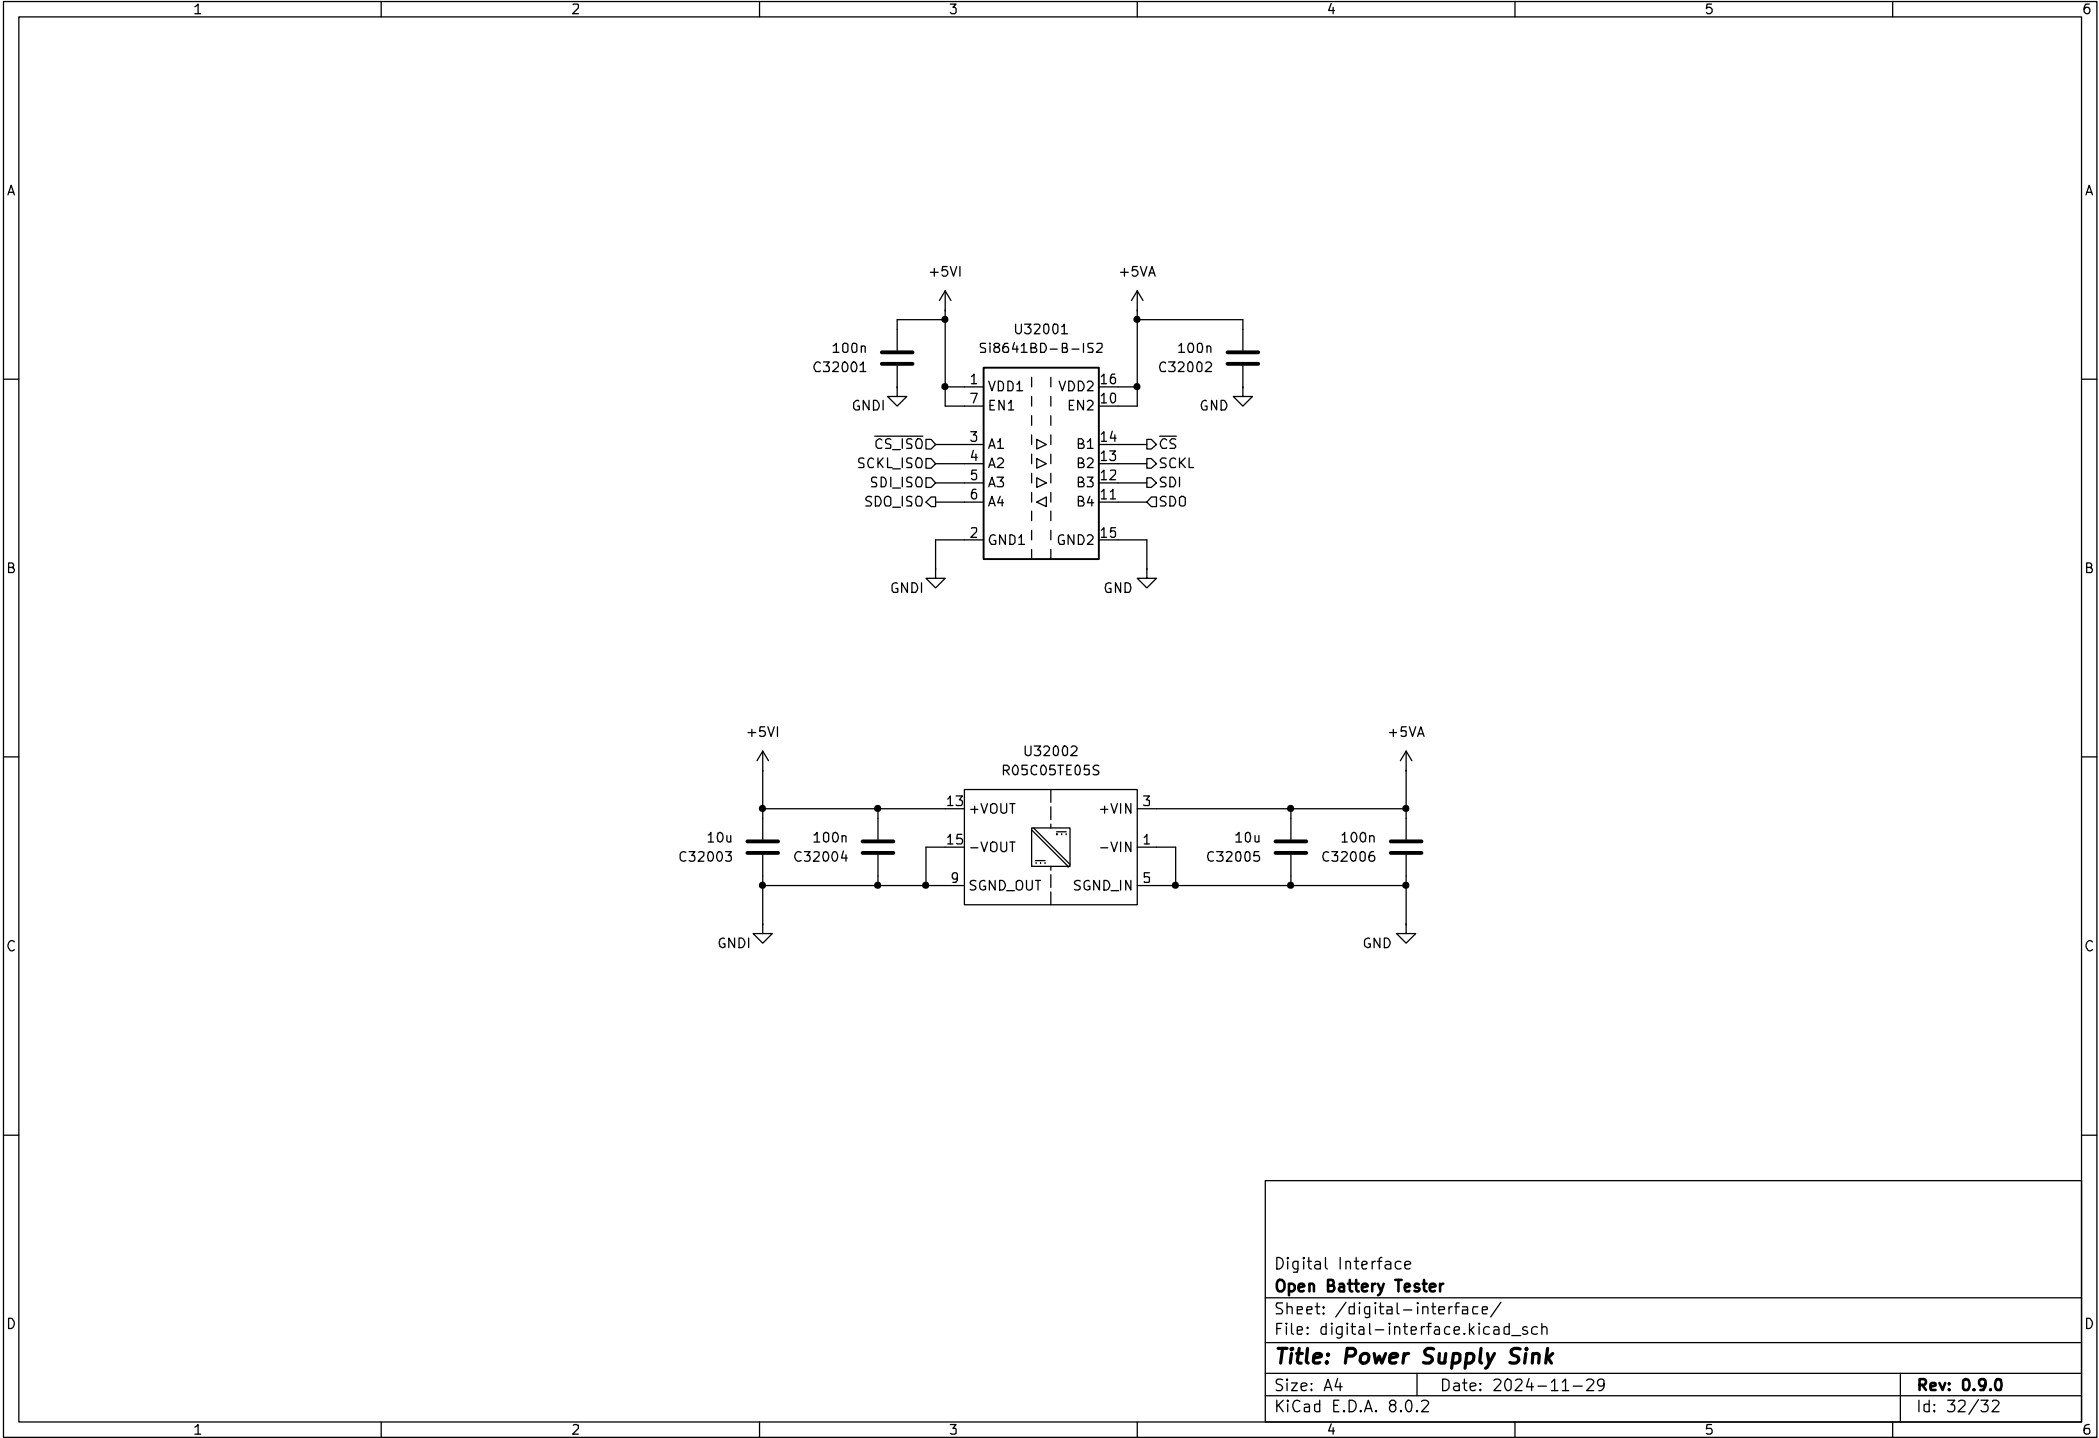 1 2 3 4 5 6
A A
+5VI +5VA
U32001
Si8641BD-B-IS2
100n
C32001
100n
C32002
GNDI
GND
1 VDD1 VDD2 16
7 EN1 EN2 10
CS_ISO 3 A1 B1 14 CS
SCKL_ISO 4 A2 B2 13 SCKL
SDI_ISO 5 A3 B3 12 SDI
SDO_ISO 6 A4 B4 11 SDO
2 GND1 GND2 15
B B
GNDI GND
+5VI +5VA
U32002
R05C05TE05S
13 +VOUT +VIN 3
10u
C32003
100n
C32004
15 -VOUT -VIN 1
10u
C32005
100n
C32006
9 SGND_OUT SGND_IN 5
GNDI GND
C C
Digital Interface
Open Battery Tester
Sheet: /digital-interface/
File: digital-interface.kicad_sch
D D
Title: Power Supply Sink
Size: A4 Date: 2024-11-29 Rev: 0.9.0
KiCad E.D.A. 8.0.2 Id: 32/32
1 2 3 4 5 6